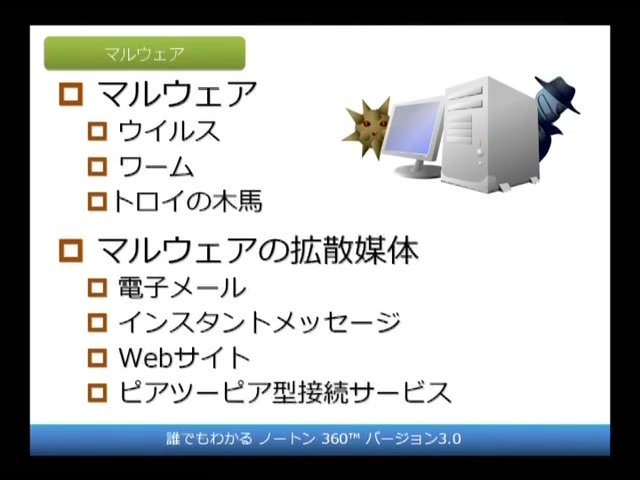 マルウェア
マルウェア
ウイルス
ワーム
トロイの木馬
マルウェアの拡散媒体
電子メール
インスタントメッセージ
Webサイト
ピアツーピア型接続サービス
誰でもわかる ノートン 360™ バージョン3.0